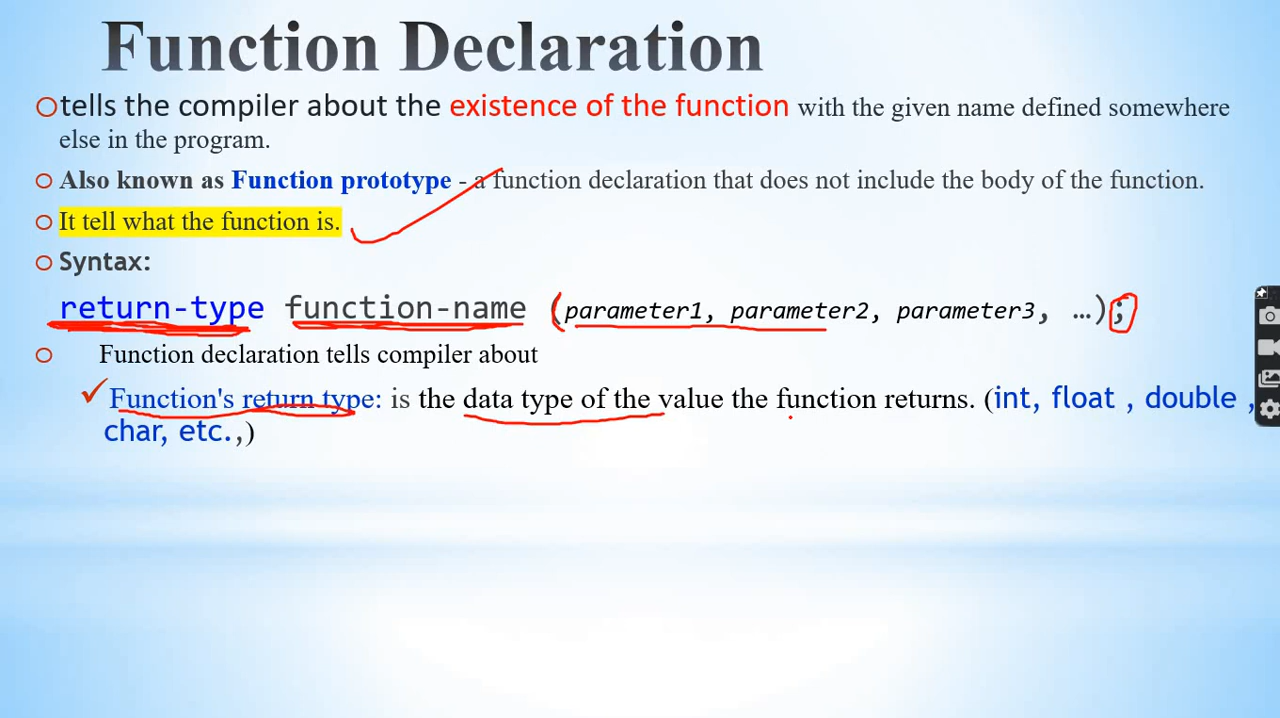 Function Declaration
tells the compiler about the existence of the function with the given name defined somewhere
else in the program.
Also known as Function prototype - a function declaration that does not include the body of the function.
It tell what the function is.
Syntax:
return-type function-name (parameter1, parameter2, parameter3, …);
Function declaration tells compiler about
✓ Function's return type: is the data type of the value the function returns. (int, float , double ,
char, etc.,)